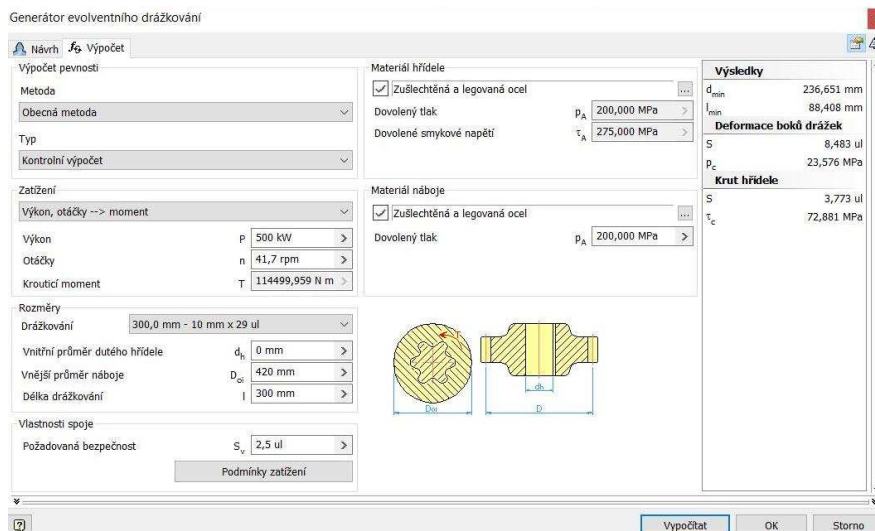 Generátor evolventního drážkování
Návrh
Výpočet
Výpočet pevnosti
Metoda
Obecná metoda
Typ
Kontrolní výpočet
Zatížení
Výkon, otáčky --> moment
Výkon P 500 kW >
Otáčky n 41,7 rpm >
Krouticí moment T 114499,959 N m >
Rozměry
Drážkování 300,0 mm - 10 mm x 29 ul
Vnitřní průměr dutého hřídele dh 0 mm >
Vnější průměr náboje Doi 420 mm >
Délka drážkování l 300 mm >
Vlastnosti spoje
Požadovaná bezpečnost Sv 2,5 ul >
Podmínky zatížení
Materiál hřídele
Zušlechtěná a legovaná ocel ...
Dovolený tlak pA 200,000 MPa >
Dovolené smykové napětí τA 275,000 MPa >
Materiál náboje
Zušlechtěná a legovaná ocel ...
Dovolený tlak pA 200,000 MPa >
T
Doi
dh
D
Výsledky
dmin 236,651 mm
lmin 88,408 mm
Deformace boků drážek
S 8,483 ul
pc 23,576 MPa
Krut hřídele
S 3,773 ul
τc 72,881 MPa
?
Vypočítat
OK
Storno